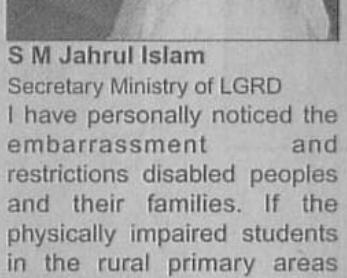 S M Jahrul Islam
Secretary Ministry of LGRD
I have personally noticed the
embarrassment and
restrictions disabled peoples
and their families. If the
physically impaired students
in the rural primary areas